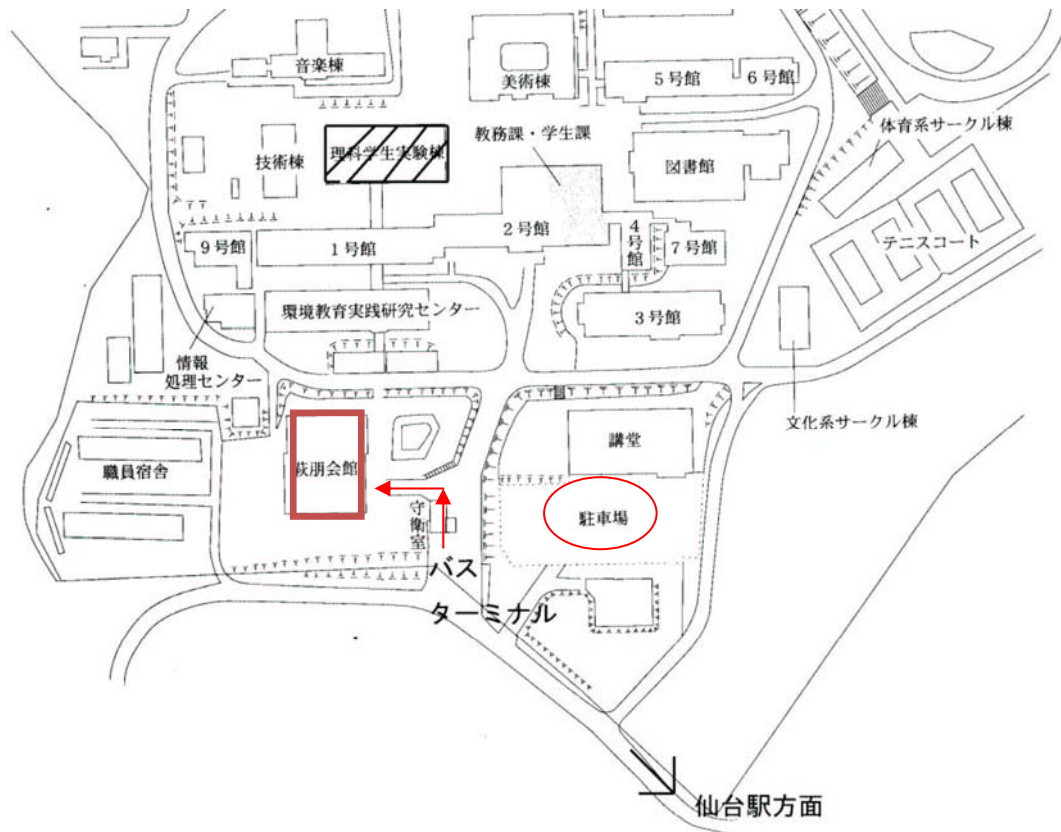 音楽棟
美術棟
5号館
6号館
体育系サークル棟
教務課・学生課
技術棟
理科学生実験棟
図書館
2号館
4号館
7号館
テニスコート
9号館
1号館
環境教育実践研究センター
3号館
情報
処理センター
文化系サークル棟
講堂
職員宿舎
萩朋会館
守衛室
駐車場
バス
ターミナル
仙台駅方面